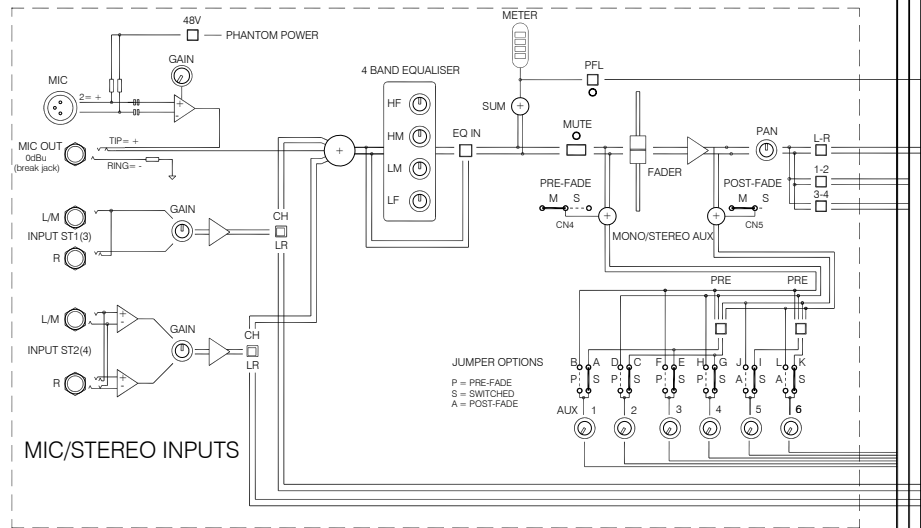 METER
48V
PHANTOM POWER
GAIN
MIC
2= +
+
-
4 BAND EQUALISER
HF
HM
LM
LF
PFL
SUM
+
MIC OUT
0dBu
(break jack)
TIP= +
RING= -
+
EQ IN
MUTE
FADER
PAN
L-R
1-2
3-4
PRE-FADE
M S
CN4
+
POST-FADE
M S
CN5
+
MONO/STEREO AUX
L/M
INPUT ST1(3)
R
GAIN
CH
LR
L/M
INPUT ST2(4)
R
+
-
+
-
GAIN
CH
LR
PRE
PRE
JUMPER OPTIONS
P = PRE-FADE
S = SWITCHED
A = POST-FADE
B A D C F E H G J I L K
P S P S P S P S A S A S
AUX 1 2 3 4 5 6
MIC/STEREO INPUTS